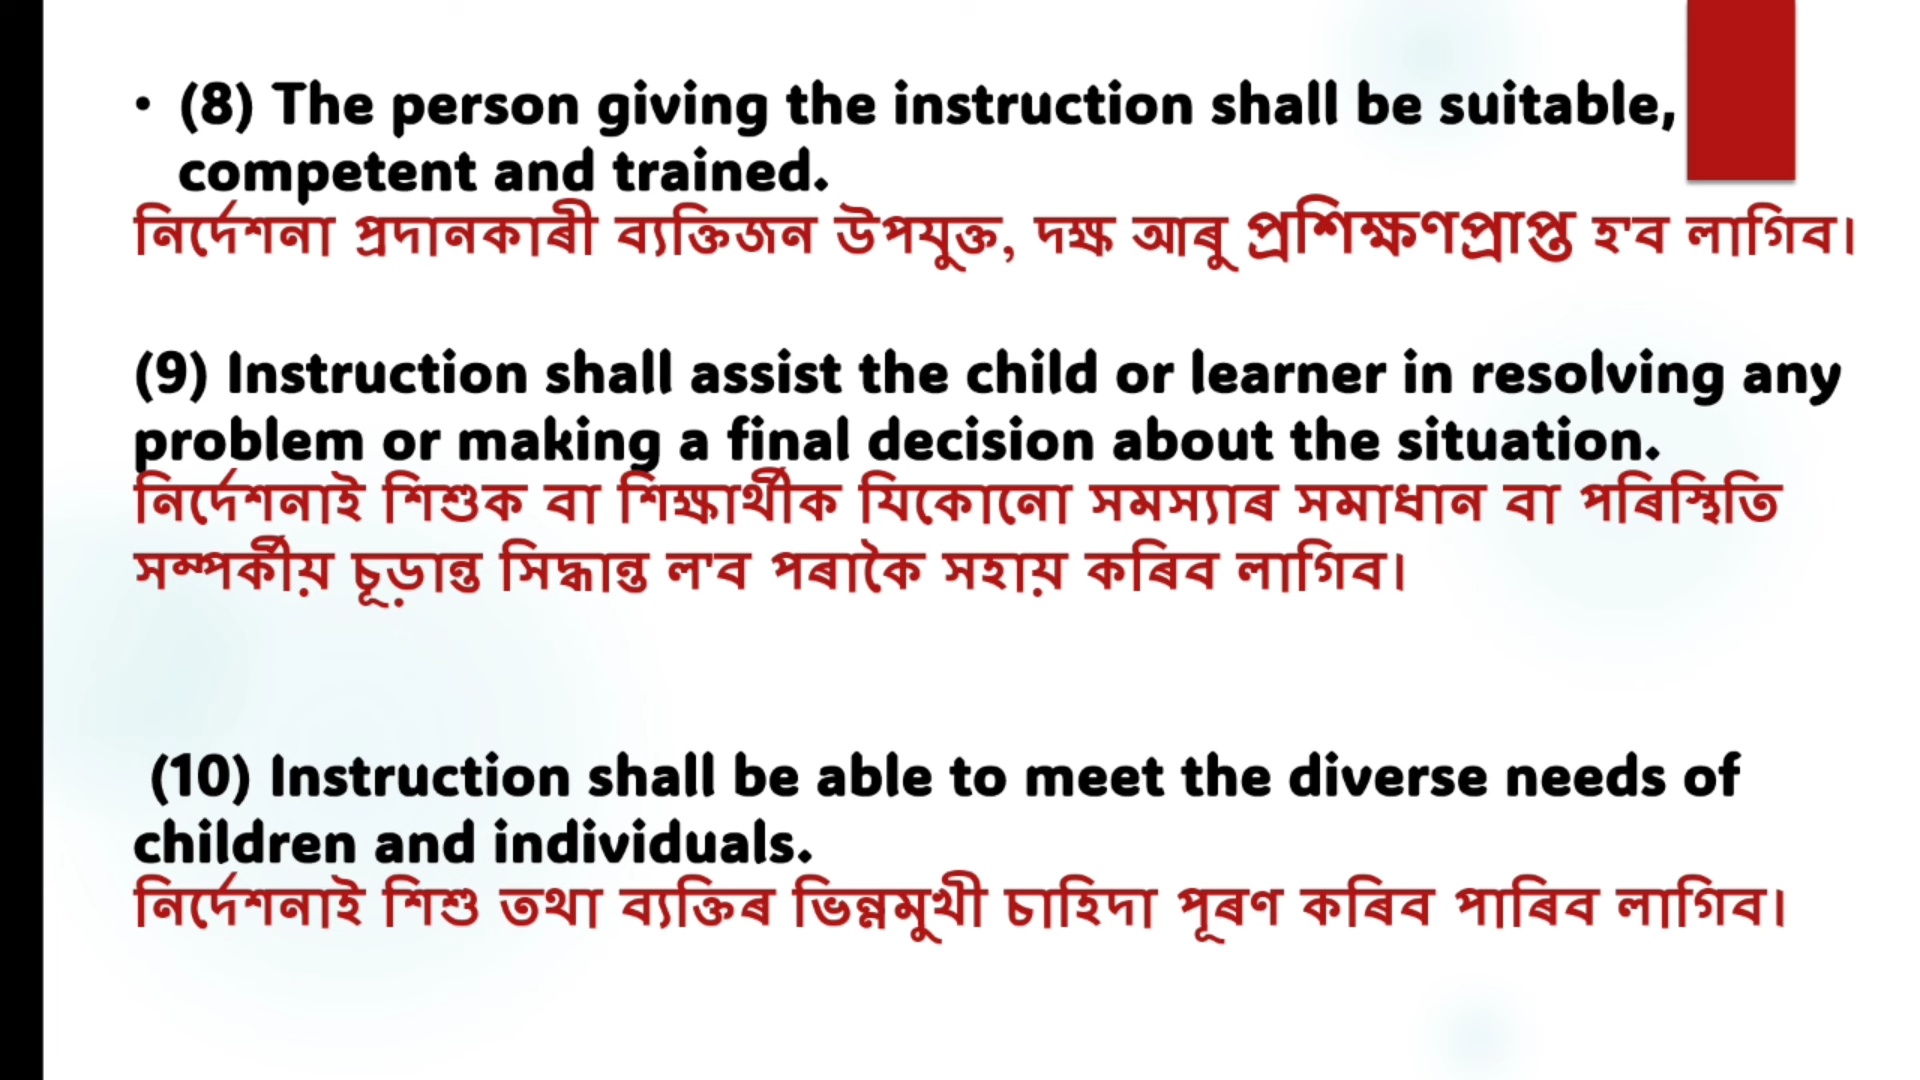 • (8) The person giving the instruction shall be suitable,
competent and trained.
নিৰ্দেশনা প্ৰদানকাৰী ব্যক্তিজন উপযুক্ত, দক্ষ আৰু প্ৰশিক্ষণপ্ৰাপ্ত হ'ব লাগিব।
(9) Instruction shall assist the child or learner in resolving any
problem or making a final decision about the situation.
নিৰ্দেশনাই শিশুক বা শিক্ষাৰ্থীক যিকোনো সমস্যাৰ সমাধান বা পৰিস্থিতি
সম্পৰ্কীয় চূড়ান্ত সিদ্ধান্ত ল'ব পৰাকৈ সহায় কৰিব লাগিব।
(10) Instruction shall be able to meet the diverse needs of
children and individuals.
নিৰ্দেশনাই শিশু তথা ব্যক্তিৰ ভিন্নমুখী চাহিদা পূৰণ কৰিব পাৰিব লাগিব।